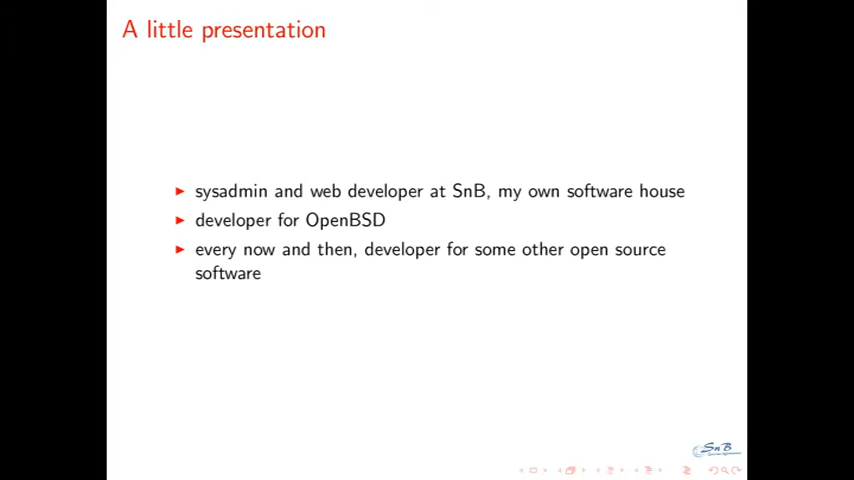 A little presentation
sysadmin and web developer at SnB, my own software house
developer for OpenBSD
every now and then, developer for some other open source
software
SnB